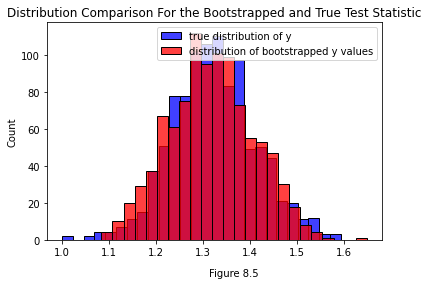 Distribution Comparison For the Bootstrapped and True Test Statistic
true distribution of y
distribution of bootstrapped y values
100
80
60
40
20
0
Count
1.0 1.1 1.2 1.3 1.4 1.5 1.6
Figure 8.5